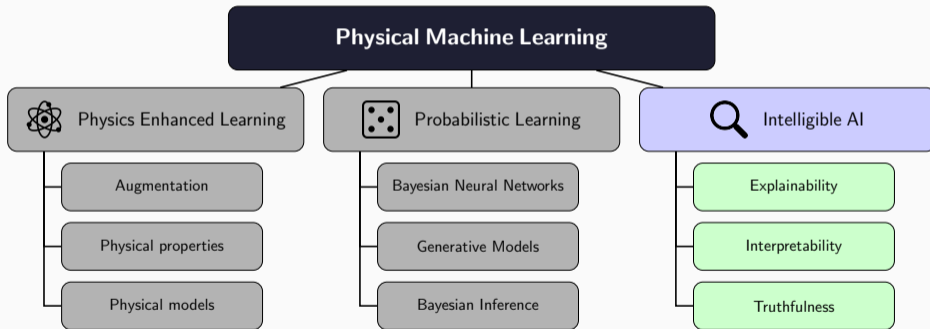 Physical Machine Learning
Physics Enhanced Learning
Augmentation
Physical properties
Physical models
Probabilistic Learning
Bayesian Neural Networks
Generative Models
Bayesian Inference
Intelligible AI
Explainability
Interpretability
Truthfulness